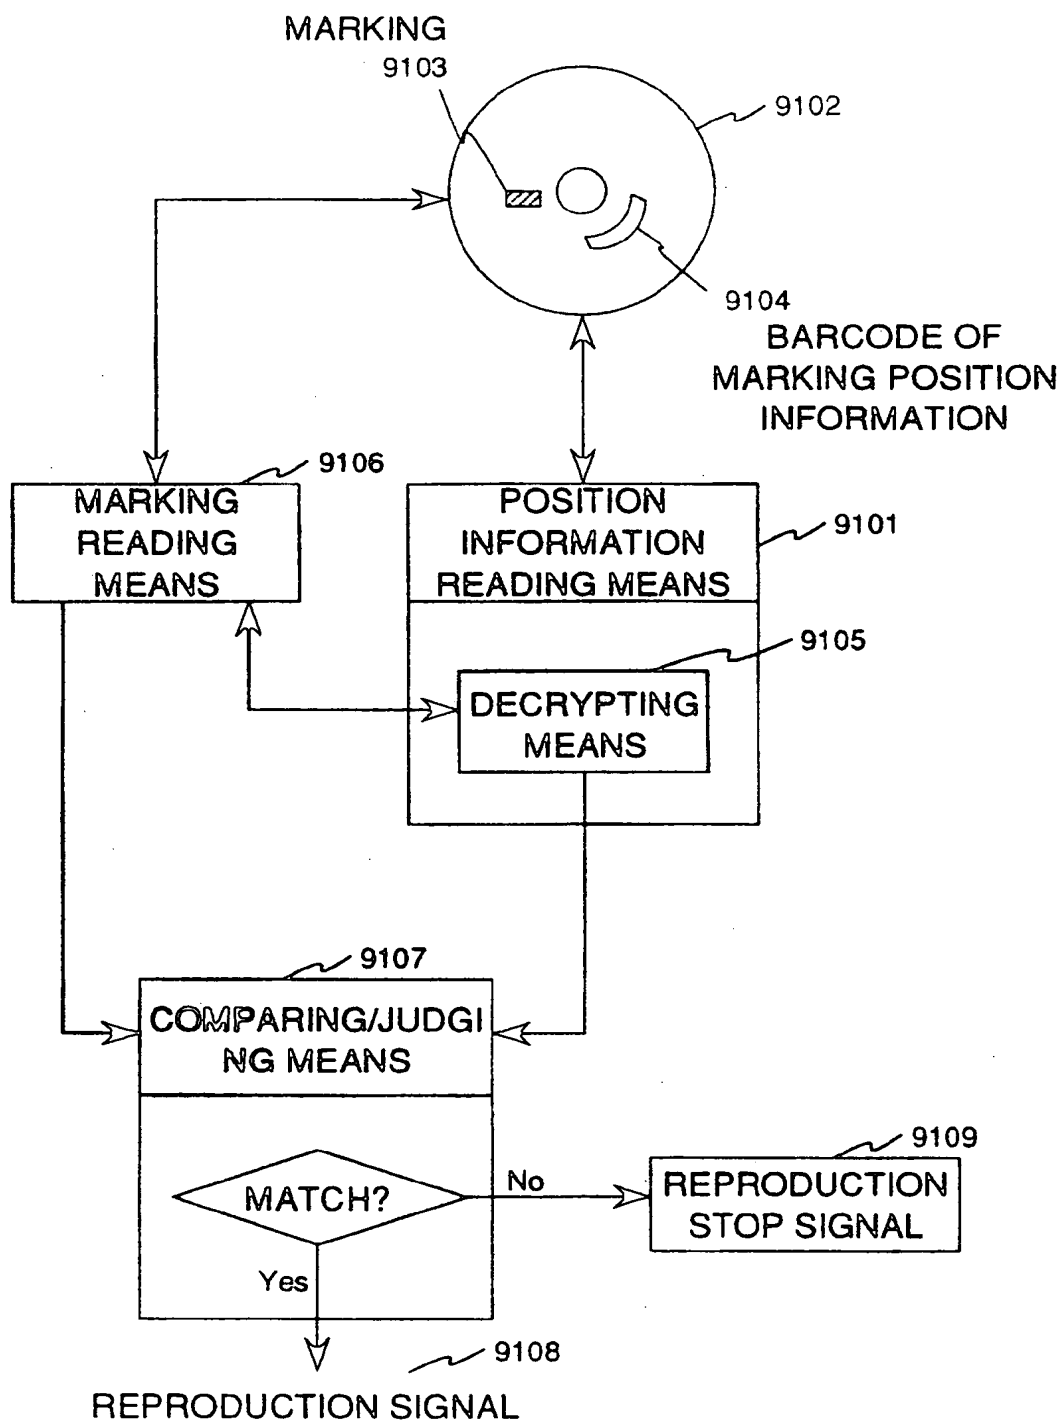 MARKING
9103
9102
9104
BARCODE OF
MARKING POSITION
INFORMATION
9106
MARKING
READING
MEANS
POSITION
INFORMATION
READING MEANS
9101
9105
DECRYPTING
MEANS
9107
COMPARING/JUDGI
NG MEANS
MATCH?
No
9109
REPRODUCTION
STOP SIGNAL
Yes
9108
REPRODUCTION SIGNAL